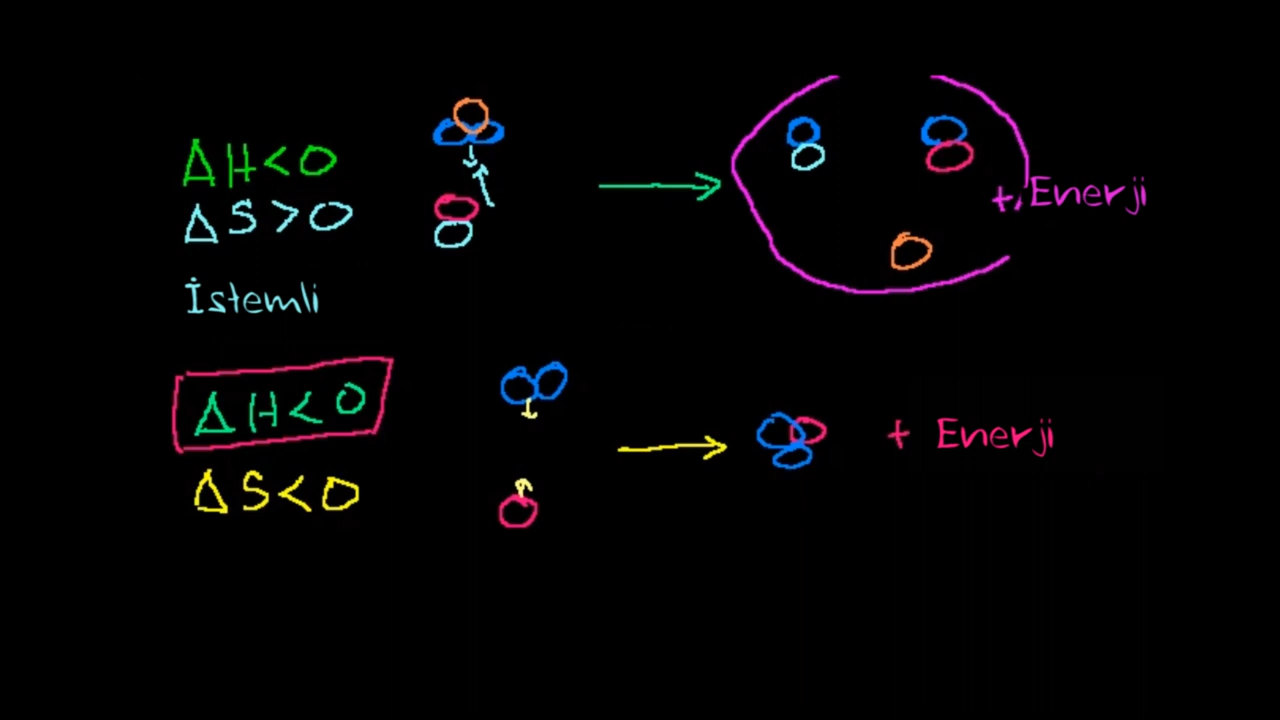 ΔH<0
ΔS>0
+ Enerji
İstemli
ΔH<0
+ Enerji
ΔS<0